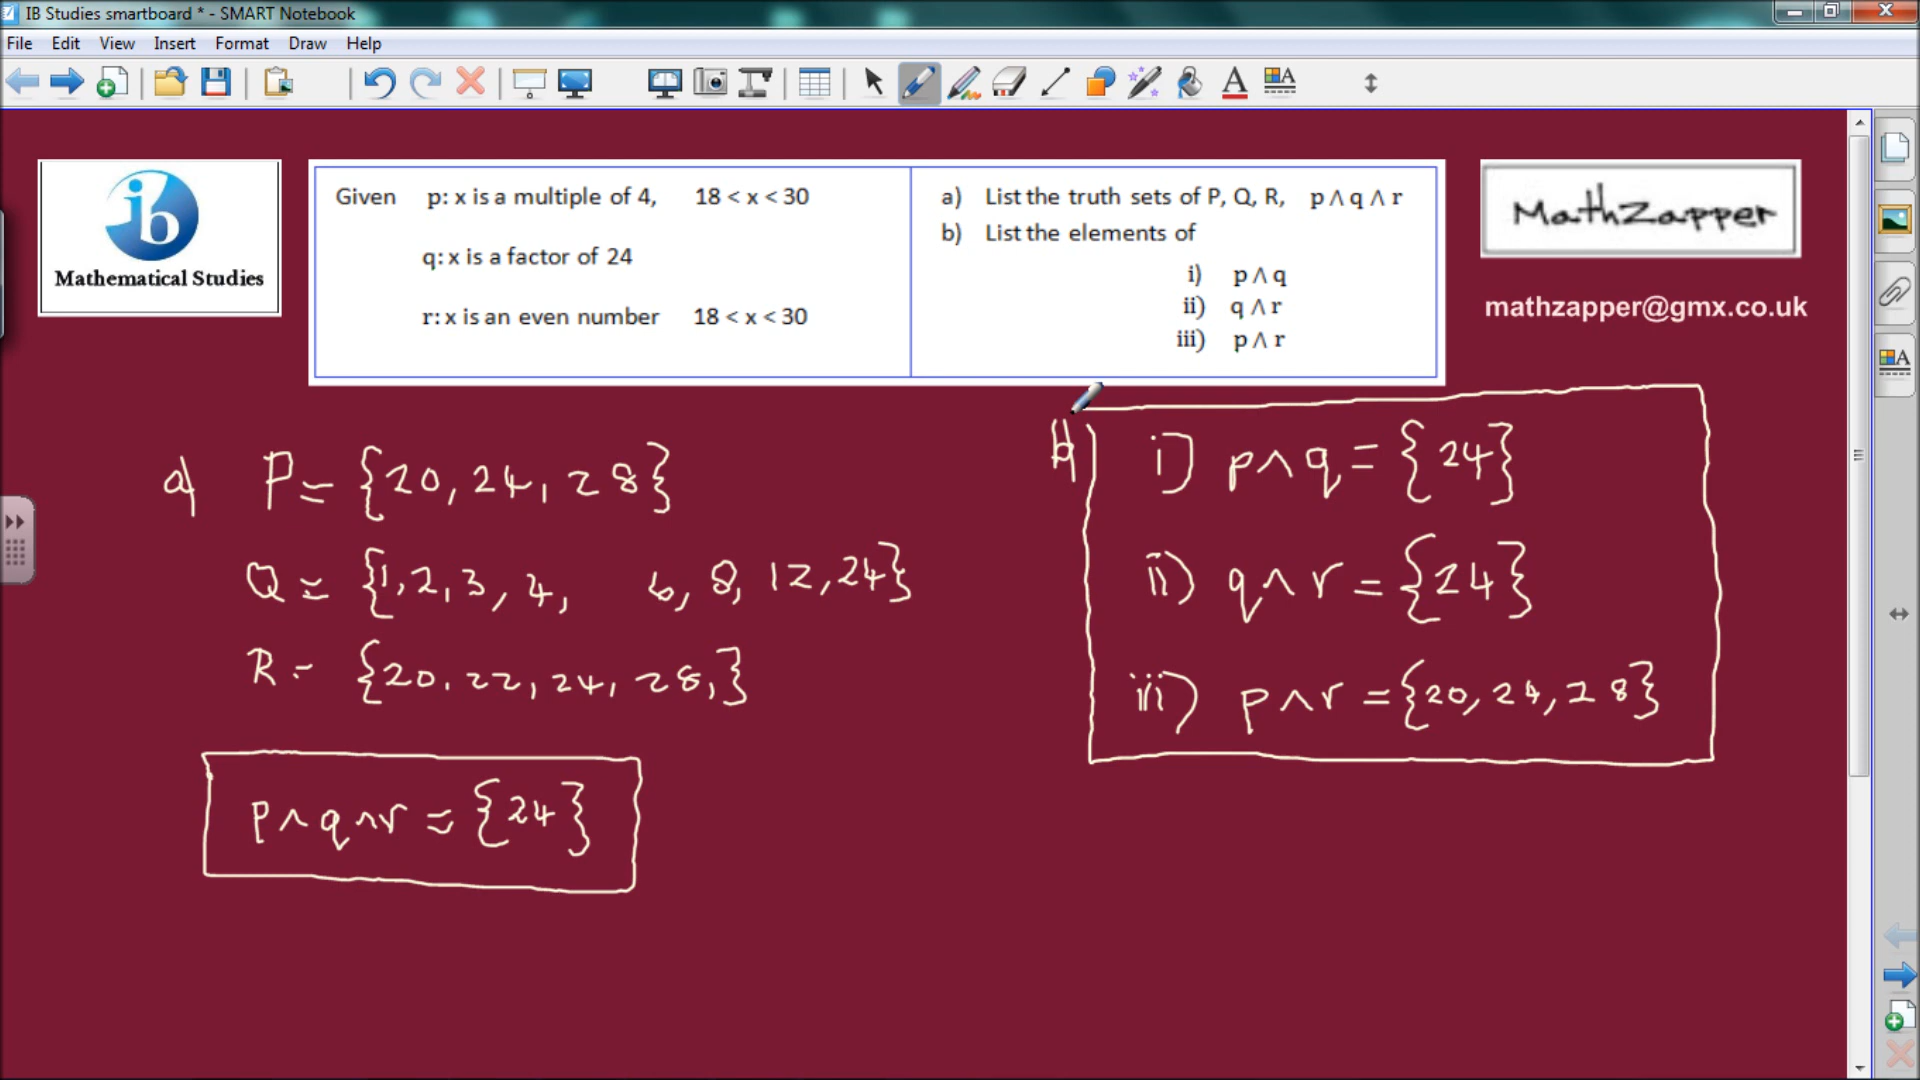 IB Studies smartboard * - SMART Notebook
File Edit View Insert Format Draw Help
ib
Mathematical Studies
Given p: x is a multiple of 4, 18 < x < 30
q: x is a factor of 24
r: x is an even number 18 < x < 30
a) List the truth sets of P, Q, R, p ∧ q ∧ r
b) List the elements of
i) p ∧ q
ii) q ∧ r
iii) p ∧ r
MathZapper
mathzapper@gmx.co.uk
a) P = {20, 24, 28}
Q = {1, 2, 3, 4, 6, 8, 12, 24}
R = {20, 22, 24, 28, }
p ∧ q ∧ r = {24}
b) i) p ∧ q = {24}
ii) q ∧ r = {24}
iii) p ∧ r = {20, 24, 28}